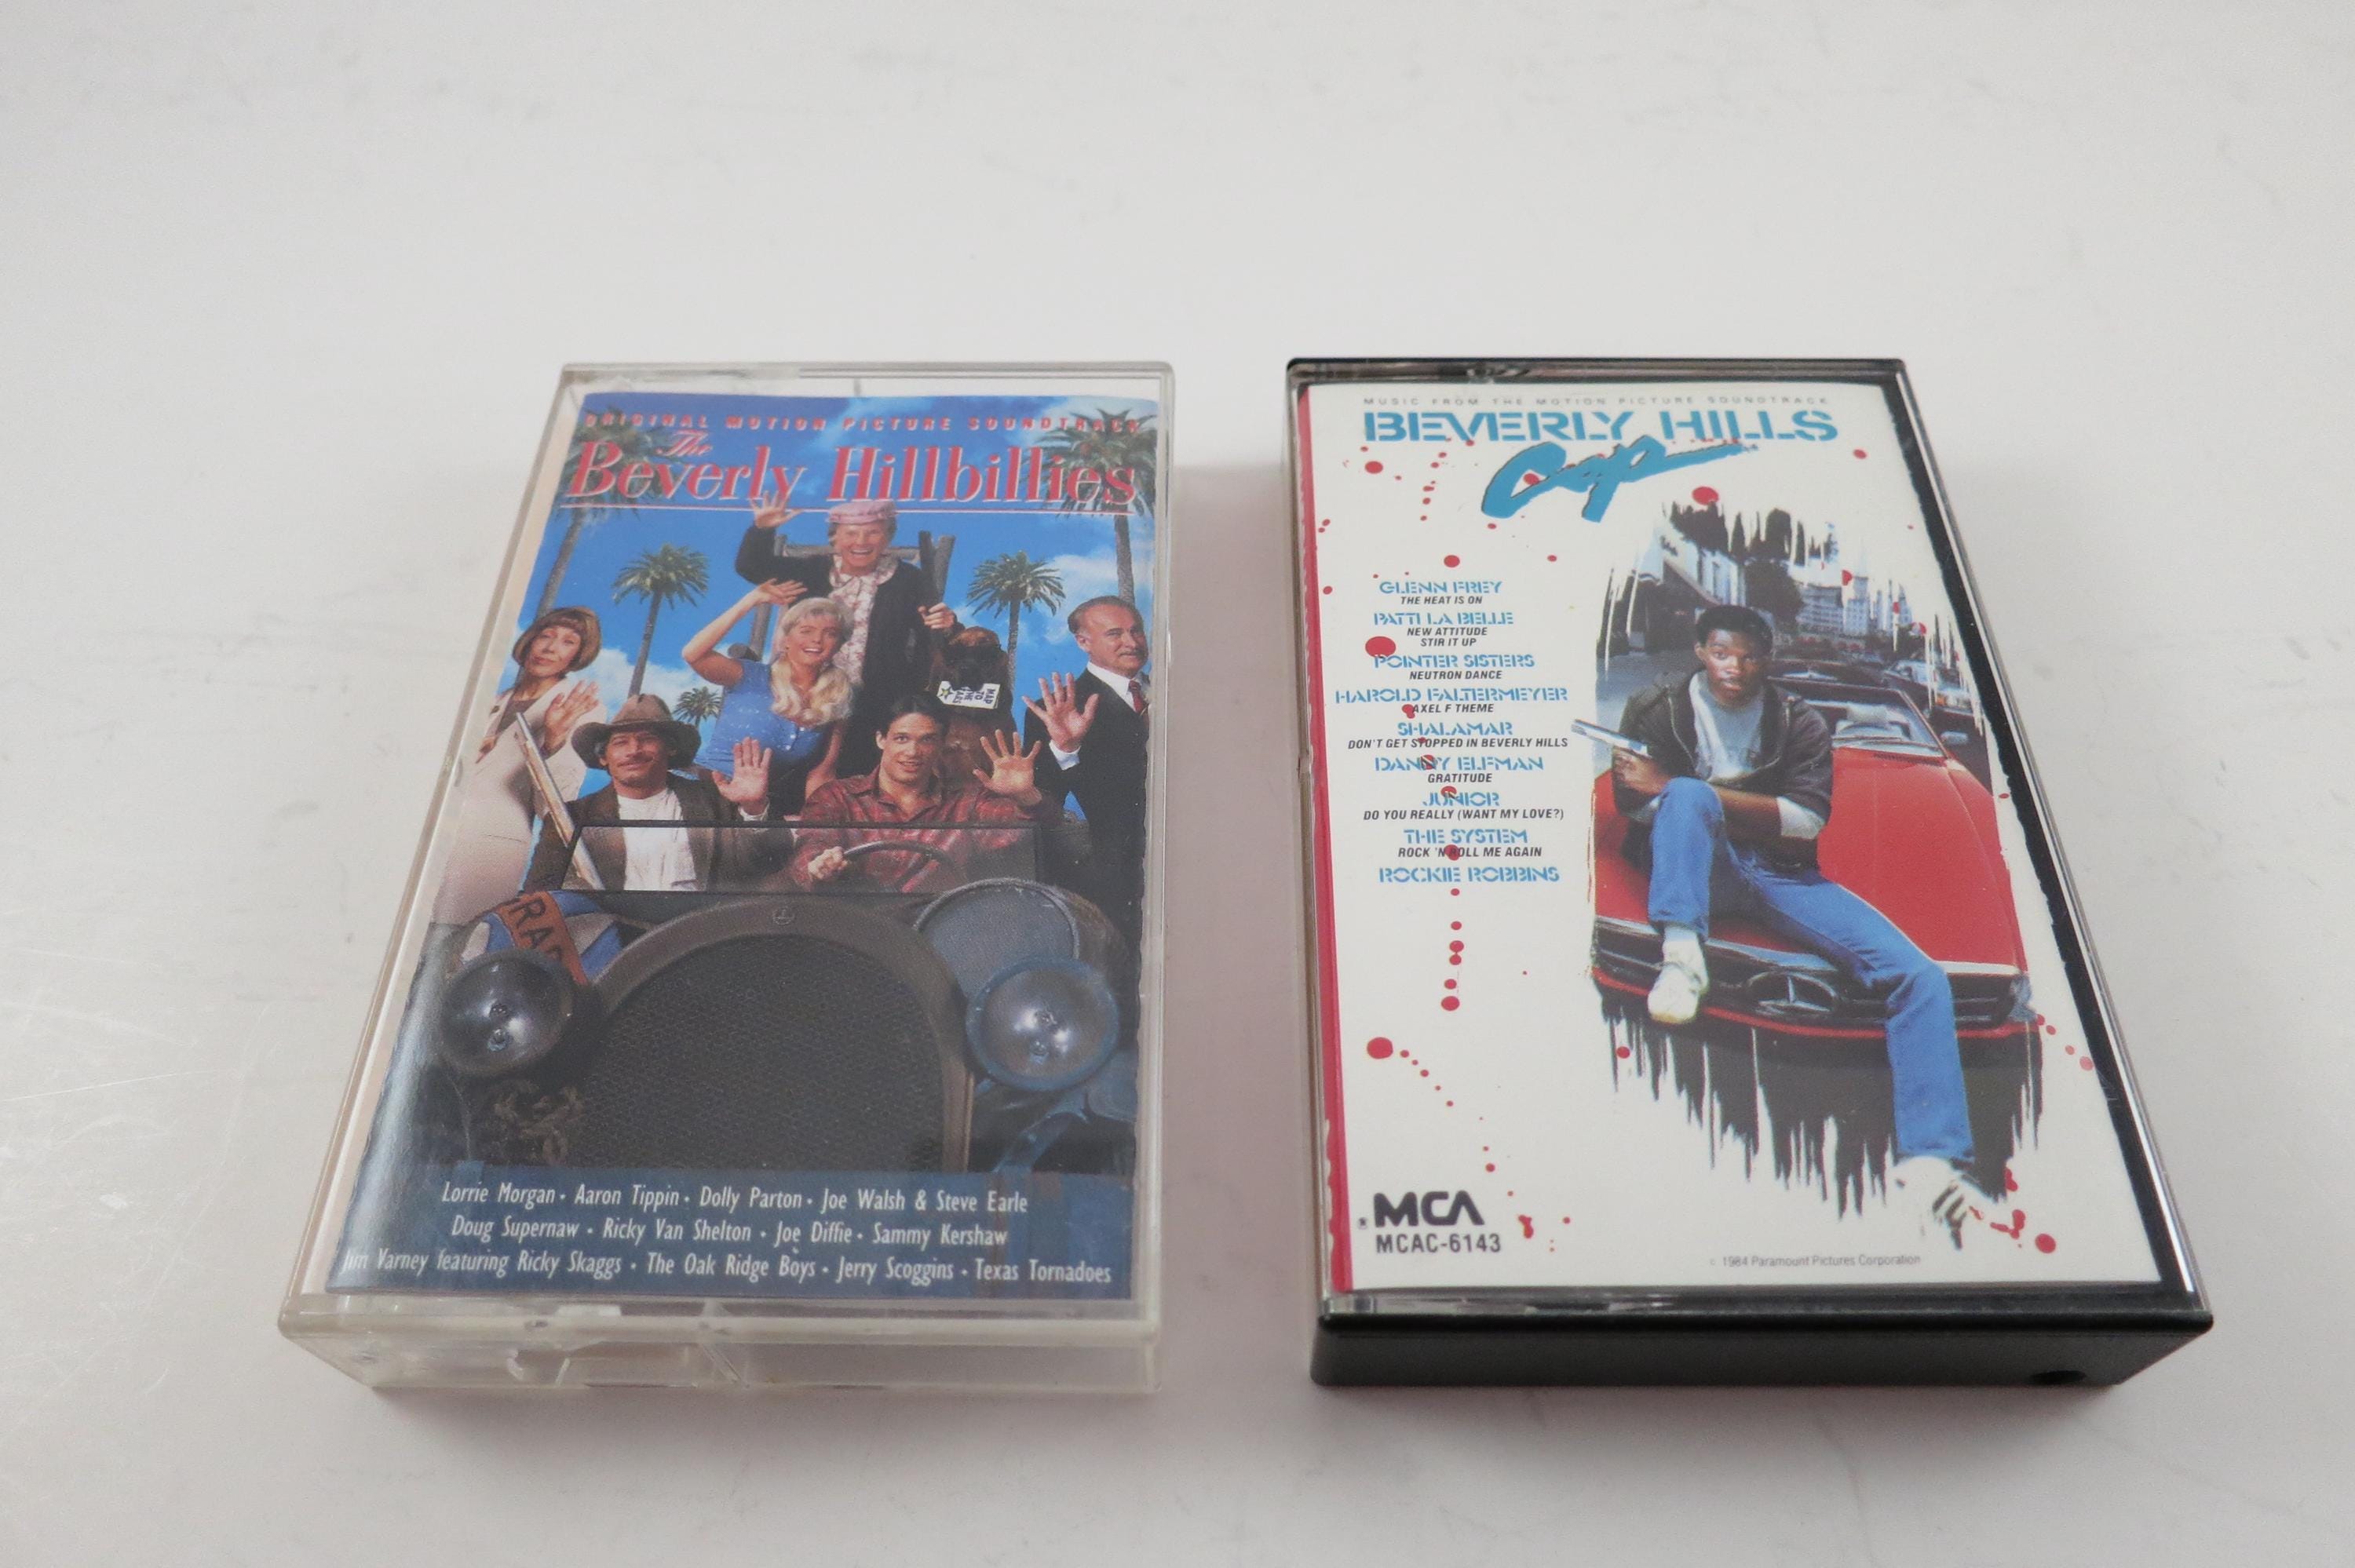 ORIGINAL MOTION PICTURE SOUNDTRACK
The
Beverly Hillbillies
MAP
TO
THE
STARS
Lorrie Morgan • Aaron Tippin • Dolly Parton • Joe Walsh & Steve Earle
Doug Supernaw • Ricky Van Shelton • Joe Diffie • Sammy Kershaw
Jim Varney featuring Ricky Skaggs • The Oak Ridge Boys • Jerry Scoggins • Texas Tornadoes
MUSIC FROM THE MOTION PICTURE SOUNDTRACK
BEVERLY HILLS
Cop
GLENN FREY
THE HEAT IS ON
PATTI LA BELLE
NEW ATTITUDE
STIR IT UP
POINTER SISTERS
NEUTRON DANCE
HAROLD FALTERMEYER
AXEL F THEME
SHALAMAR
DON'T GET STOPPED IN BEVERLY HILLS
DANNY ELFMAN
GRATITUDE
JUNIOR
DO YOU REALLY (WANT MY LOVE?)
THE SYSTEM
ROCK 'N ROLL ME AGAIN
ROCKIE ROBBINS
MCA
MCAC-6143
© 1984 Paramount Pictures Corporation